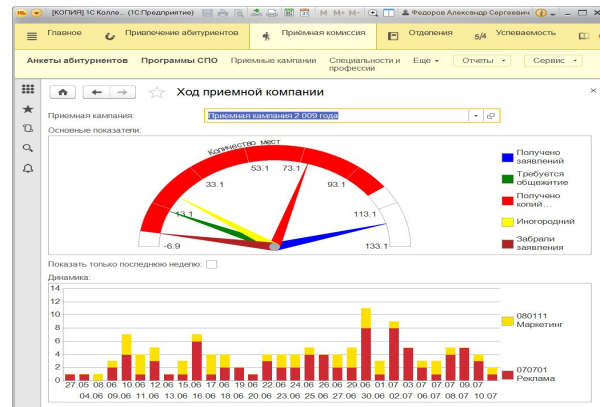 [КОПИЯ] 1С Колле... (1С:Предприятие)
M M+ M-
Федоров Александр Сергеевич
Главное
Привлечение абитуриентов
Приёмная комиссия
Отделения
5/4 Успеваемость
Анкеты абитуриентов Программы СПО Приемные кампании Специальности и профессии Еще Отчеты Сервис
Ход приемной компании
Приемная кампания: Приемная кампания 2 009 года
Основные показатели:
Количество мест
-6.9 13.1 33.1 53.1 73.1 93.1 113.1 133.1
Получено заявлений
Требуется общежитие
Получено копий ...
Иногородний
Забрали заявления
Показать только последнюю неделю:
Динамика:
14
12
10
8
6
4
2
0
27.05 08.06 10.06 12.06 15.06 17.06 19.06 22.06 24.06 26.06 29.06 01.07 03.07 07.07 09.07
04.06 09.06 11.06 13.06 16.06 18.06 20.06 23.06 25.06 27.06 30.06 02.07 06.07 08.07 10.07
080111
Маркетинг
070701
Реклама